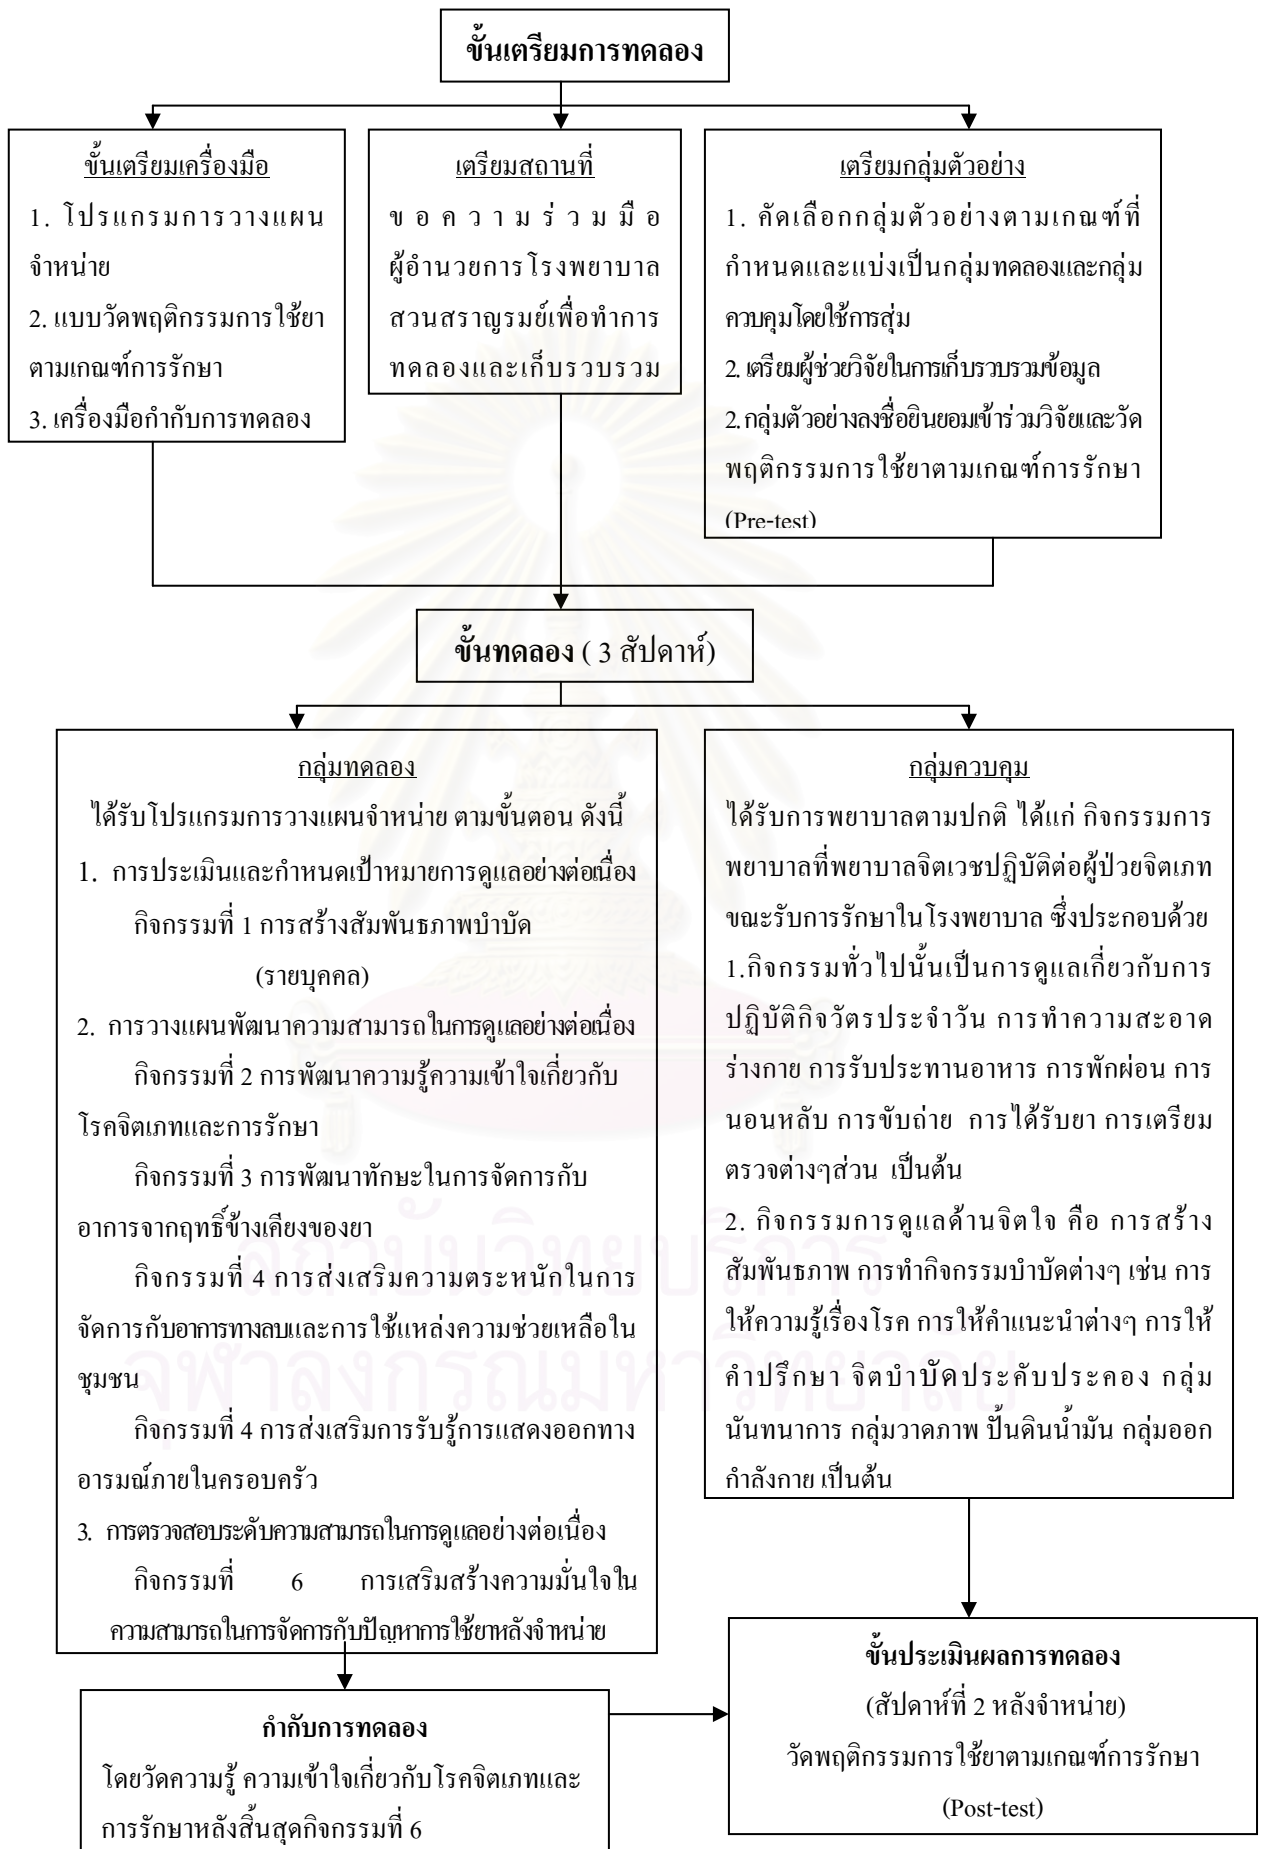 ขั้นเตรียมการทดลอง
ขั้นเตรียมเครื่องมือ
1. โปรแกรมการวางแผน
จำหน่าย
2. แบบวัดพฤติกรรมการใช้ยา
ตามเกณฑ์การรักษา
3. เครื่องมือกำกับการทดลอง
เตรียมสถานที่
ขอความร่วมมือ
ผู้อำนวยการโรงพยาบาล
สวนสราญรมย์เพื่อทำการ
ทดลองและเก็บรวบรวม
เตรียมกลุ่มตัวอย่าง
1. คัดเลือกกลุ่มตัวอย่างตามเกณฑ์ที่
กำหนดและแบ่งเป็นกลุ่มทดลองและกลุ่ม
ควบคุมโดยใช้การสุ่ม
2. เตรียมผู้ช่วยวิจัยในการเก็บรวบรวมข้อมูล
2. กลุ่มตัวอย่างลงชื่อยินยอมเข้าร่วมวิจัยและวัด
พฤติกรรมการใช้ยาตามเกณฑ์การรักษา
(Pre-test)
ขั้นทดลอง ( 3 สัปดาห์)
กลุ่มทดลอง
ได้รับโปรแกรมการวางแผนจำหน่าย ตามขั้นตอน ดังนี้
1. การประเมินและกำหนดเป้าหมายการดูแลอย่างต่อเนื่อง
กิจกรรมที่ 1 การสร้างสัมพันธภาพบำบัด
(รายบุคคล)
2. การวางแผนพัฒนาความสามารถในการดูแลอย่างต่อเนื่อง
กิจกรรมที่ 2 การพัฒนาความรู้ความเข้าใจเกี่ยวกับ
โรคจิตเภทและการรักษา
กิจกรรมที่ 3 การพัฒนาทักษะในการจัดการกับ
อาการจากฤทธิ์ข้างเคียงของยา
กิจกรรมที่ 4 การส่งเสริมความตระหนักในการ
จัดการกับอาการทางลบและการใช้แหล่งความช่วยเหลือใน
ชุมชน
กิจกรรมที่ 4 การส่งเสริมการรับรู้การแสดงออกทาง
อารมณ์ภายในครอบครัว
3. การตรวจสอบระดับความสามารถในการดูแลอย่างต่อเนื่อง
กิจกรรมที่ 6 การเสริมสร้างความมั่นใจใน
ความสามารถในการจัดการกับปัญหาการใช้ยาหลังจำหน่าย
กลุ่มควบคุม
ได้รับการพยาบาลตามปกติ ได้แก่ กิจกรรมการ
พยาบาลที่พยาบาลจิตเวชปฏิบัติต่อผู้ป่วยจิตเภท
ขณะรับการรักษาในโรงพยาบาล ซึ่งประกอบด้วย
1.กิจกรรมทั่วไปนั้นเป็นการดูแลเกี่ยวกับการ
ปฏิบัติกิจวัตรประจำวัน การทำความสะอาด
ร่างกาย การรับประทานอาหาร การพักผ่อน การ
นอนหลับ การขับถ่าย การได้รับยา การเตรียม
ตรวจต่างๆส่วน เป็นต้น
2. กิจกรรมการดูแลด้านจิตใจ คือ การสร้าง
สัมพันธภาพ การทำกิจกรรมบำบัดต่างๆ เช่น การ
ให้ความรู้เรื่องโรค การให้คำแนะนำต่างๆ การให้
คำปรึกษา จิตบำบัดประคับประคอง กลุ่ม
นันทนาการ กลุ่มวาดภาพ ปั้นดินน้ำมัน กลุ่มออก
กำลังกาย เป็นต้น
กำกับการทดลอง
โดยวัดความรู้ ความเข้าใจเกี่ยวกับโรคจิตเภทและ
การรักษาหลังสิ้นสุดกิจกรรมที่ 6
ขั้นประเมินผลการทดลอง
(สัปดาห์ที่ 2 หลังจำหน่าย)
วัดพฤติกรรมการใช้ยาตามเกณฑ์การรักษา
(Post-test)
สถาบันวิทยบริการ
จุฬาลงกรณ์มหาวิทยาลัย